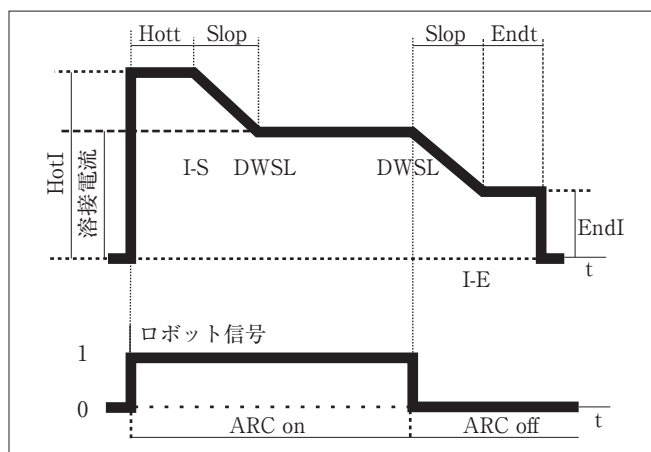 Hott Slop Slop Endt
HotI
溶接電流
I-S DWSL DWSL
EndI
t
I-E
ロボット信号
1
0
t
ARC on ARC off